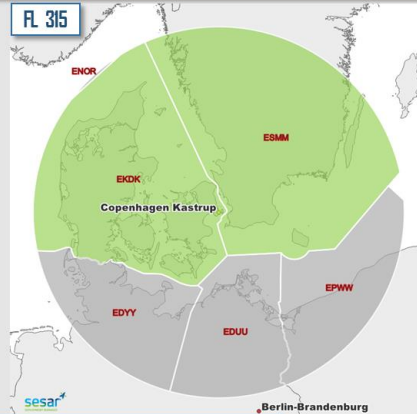 FL 315
ENOR
ESMM
EKDK
Copenhagen Kastrup
EPWW
EDYY
EDUU
sesar
Berlin-Brandenburg